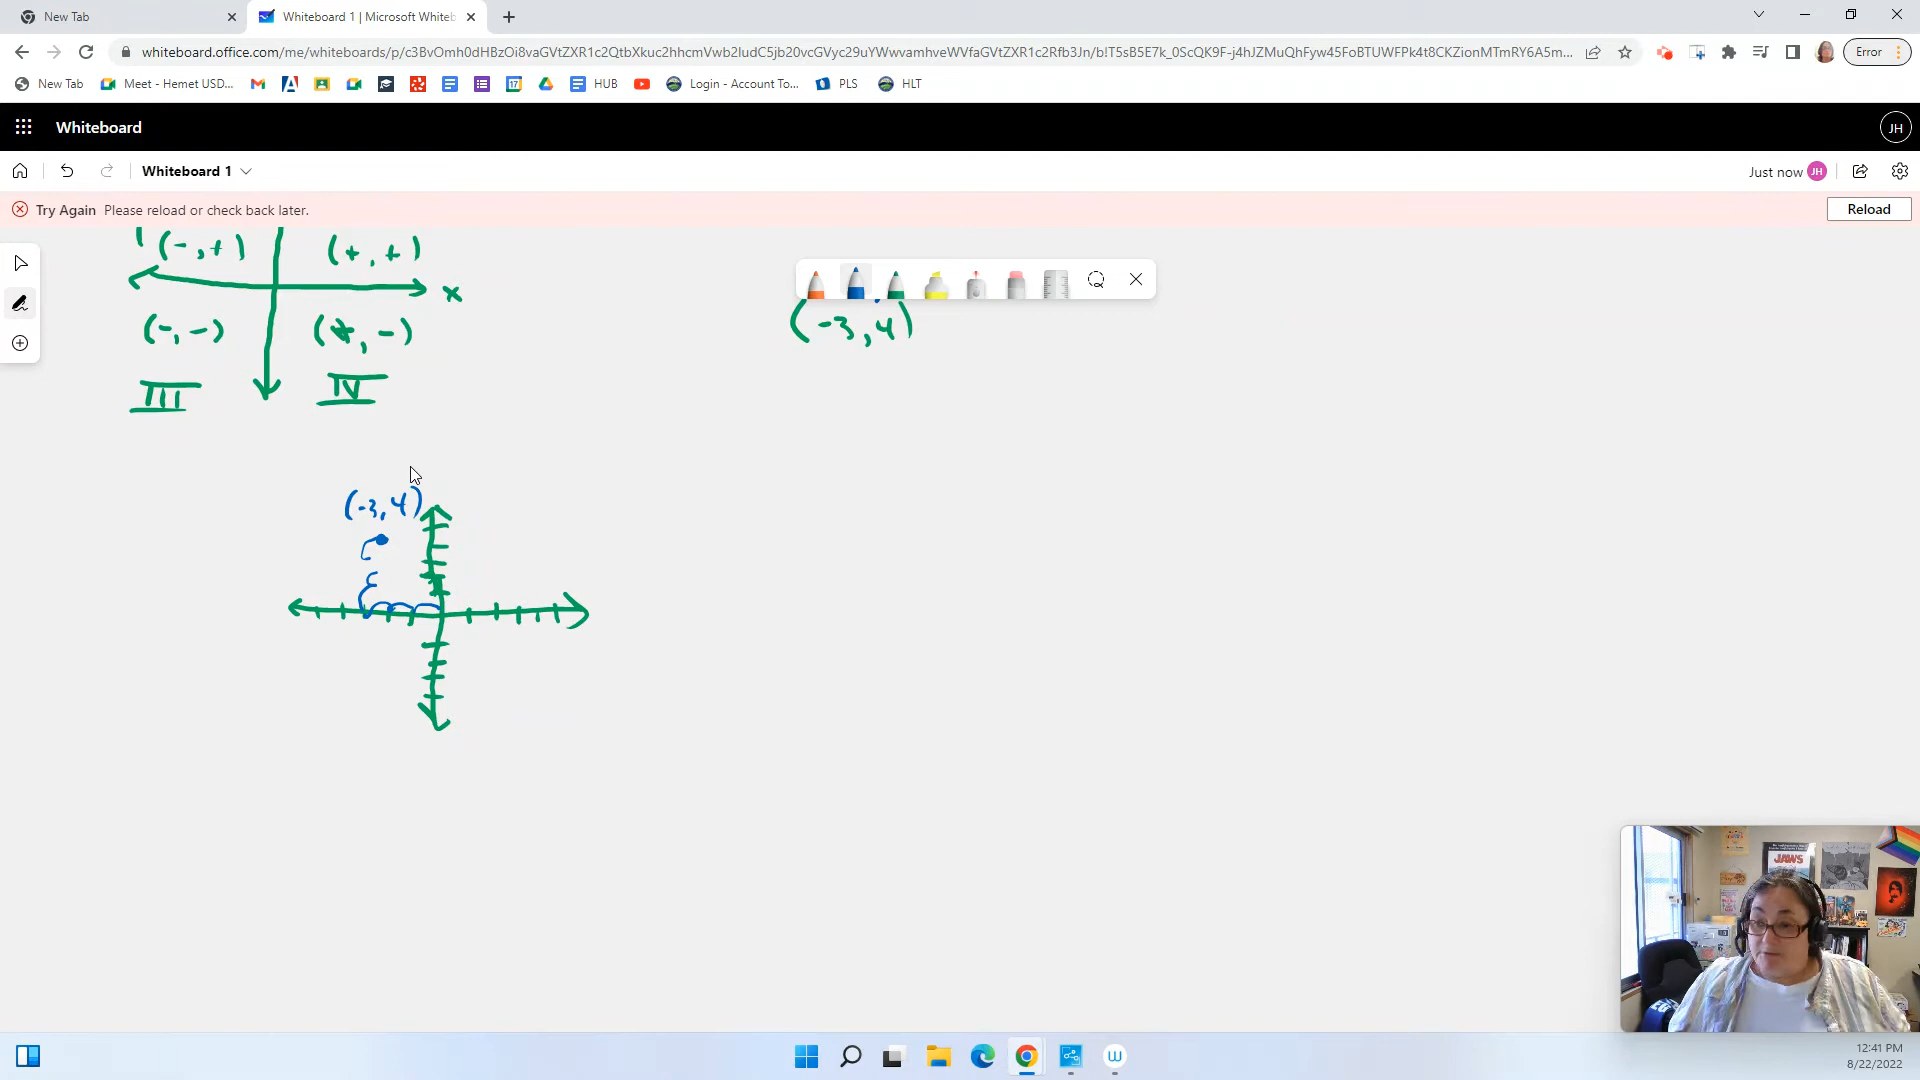 New Tab
Whiteboard 1 | Microsoft Whiteb
whiteboard.office.com/me/whiteboards/p/c3BvOmh0dHBzOi8vaGVtZXR1c2QtbXkuc2hhcmVwb2ludC5jb20vcGVyc29uYWwvamhveWVfaGVtZXR1c2Rfb3Jn/b!T5sB5E7k_0ScQK9F-j4hJZMuQhFyw45FoBTUWFPk4t8CKZionMTmRY6A5m...
Error
New Tab
Meet - Hemet USD...
HUB
Login - Account To...
PLS
HLT
Whiteboard
JH
Whiteboard 1
Just now
JH
Try Again Please reload or check back later.
Reload
(-,+) (+,+)
x
(-,-) (+,-)
III IV
(-3,4)
(-3,4)
JAWS
12:41 PM
8/22/2022